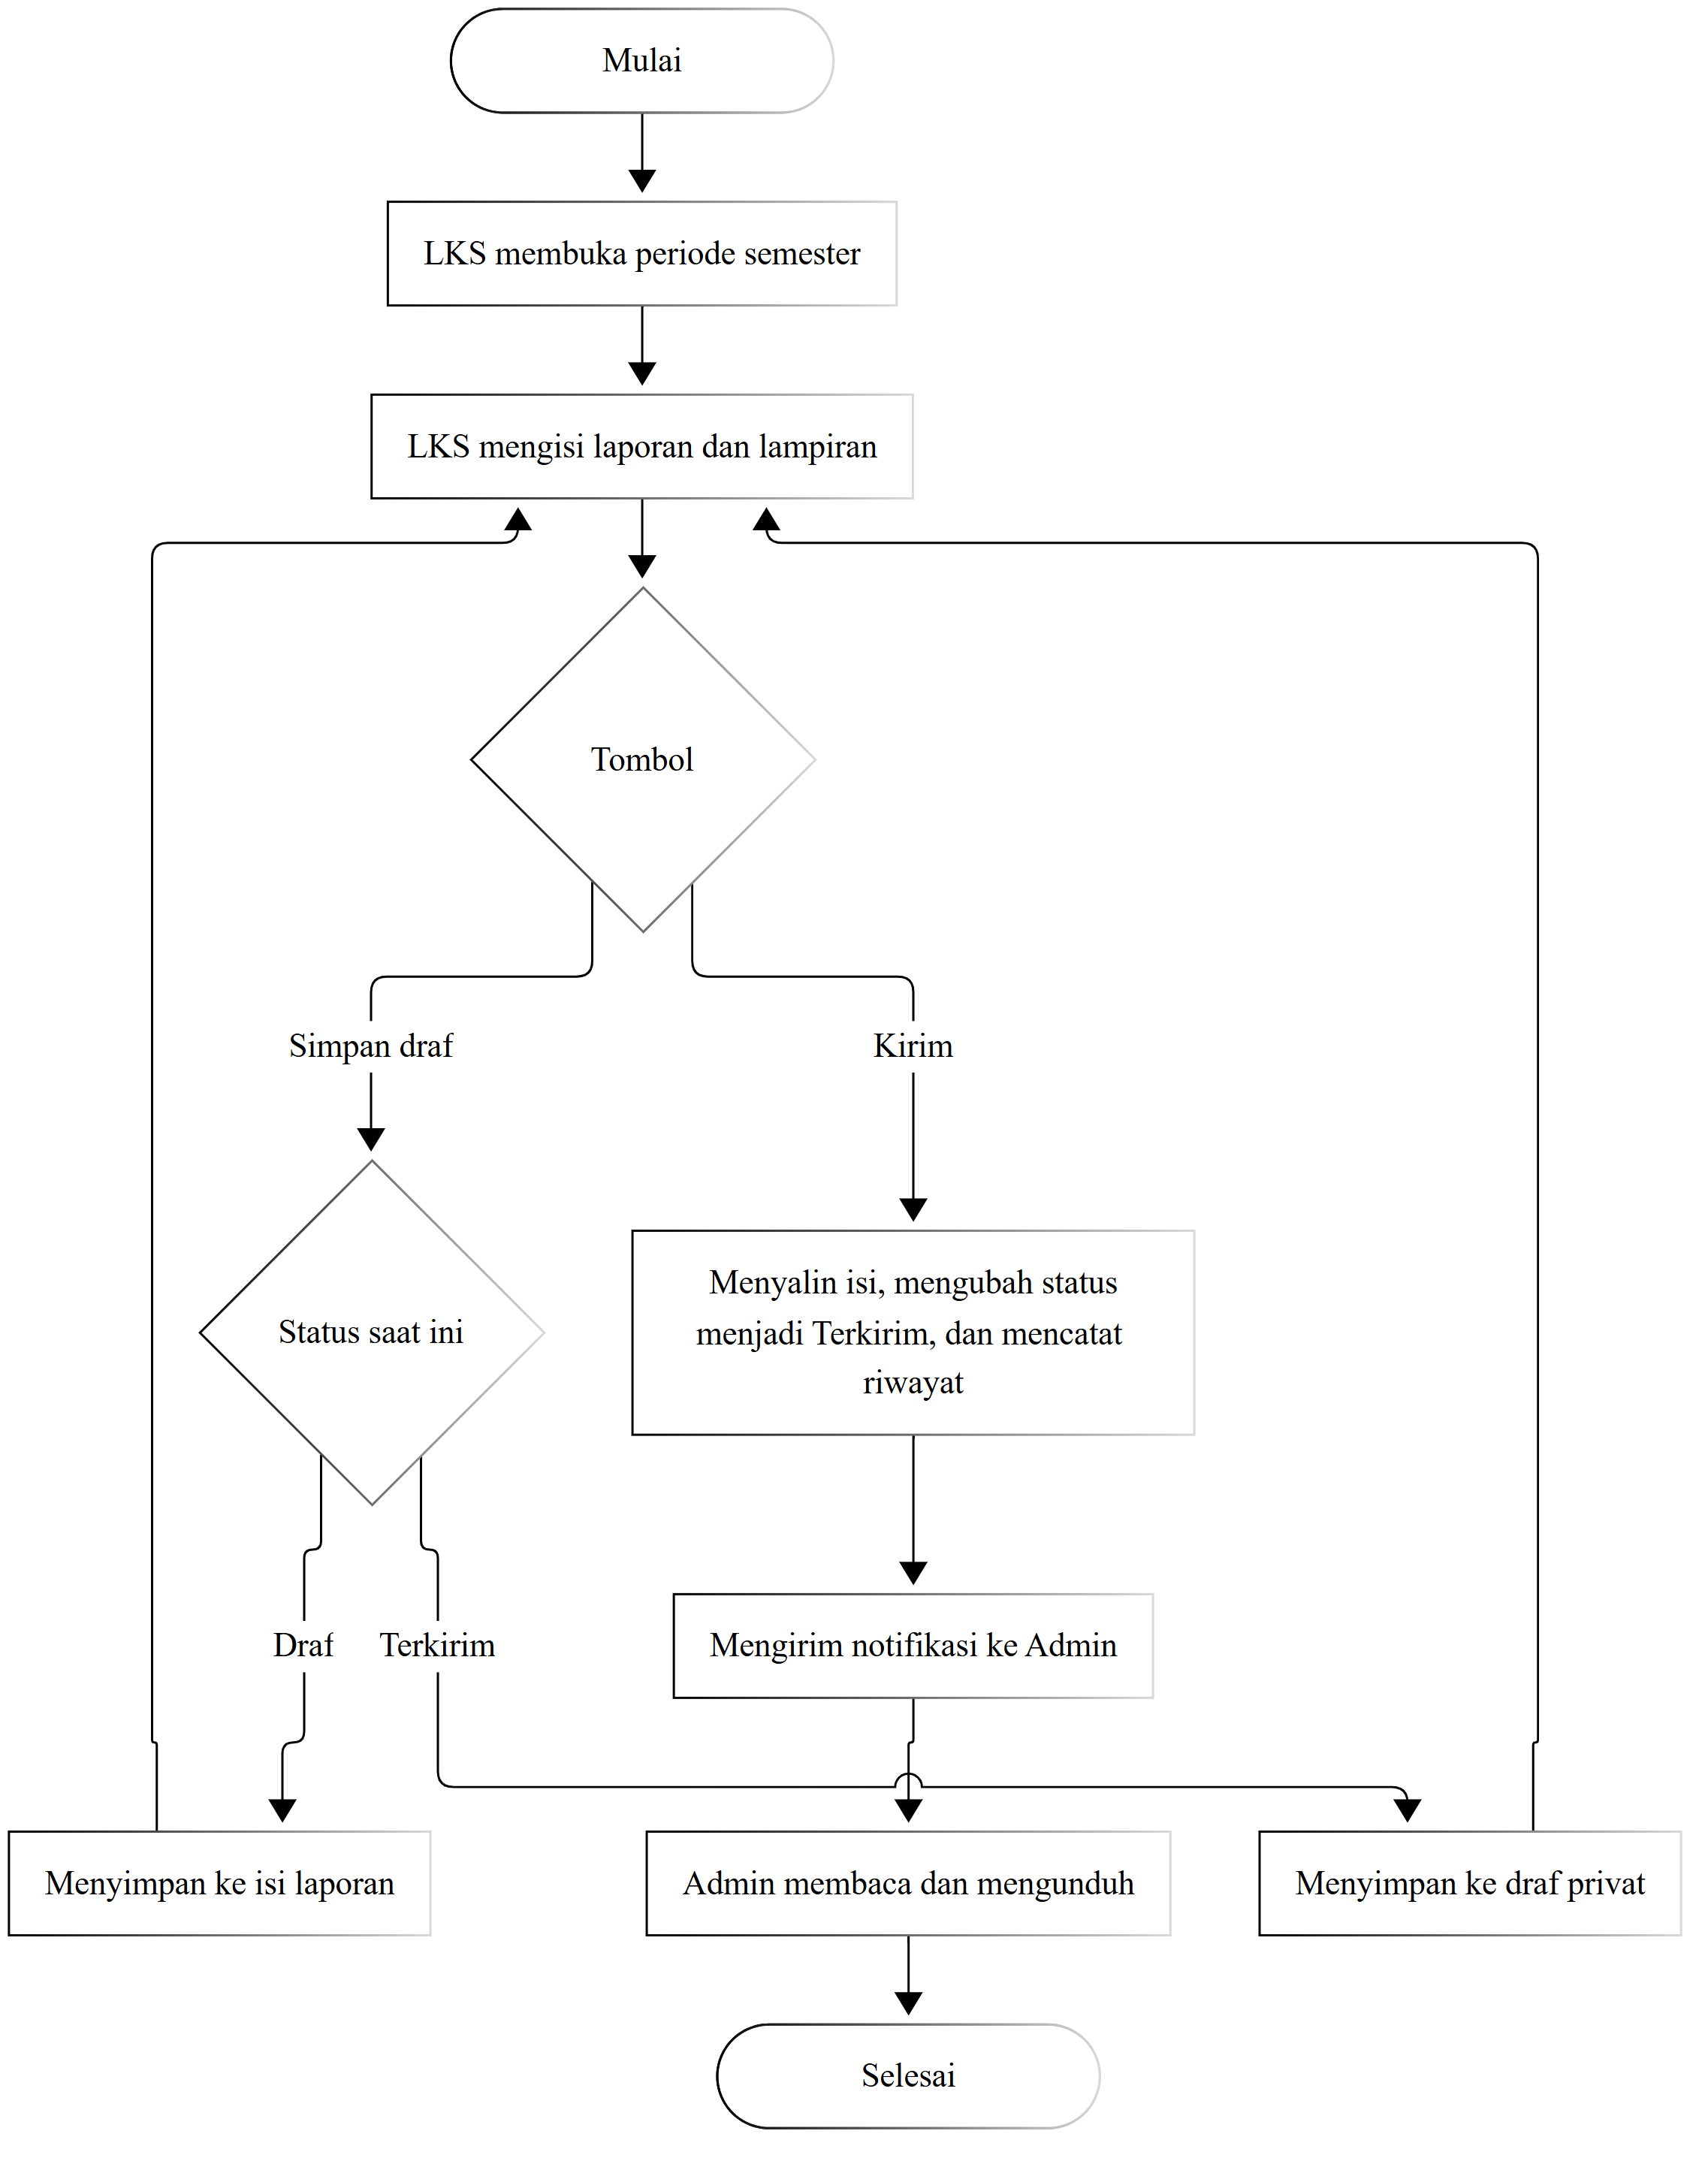 Mulai
LKS membuka periode semester
LKS mengisi laporan dan lampiran
Tombol
Simpan draf
Kirim
Status saat ini
Menyalin isi, mengubah status
menjadi Terkirim, dan mencatat
riwayat
Draf
Terkirim
Mengirim notifikasi ke Admin
Menyimpan ke isi laporan
Admin membaca dan mengunduh
Menyimpan ke draf privat
Selesai